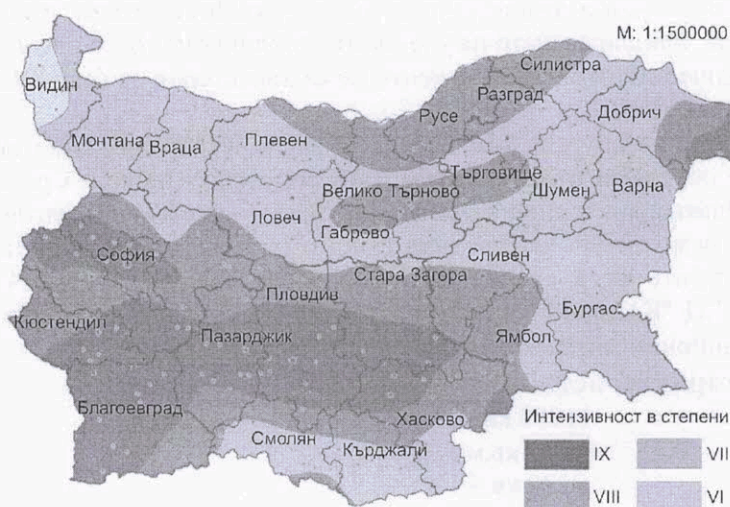 М: 1:1500000
Силистра
Видин
Разград
Добрич
Русе
Монтана
Плевен
Враца
Търговище
Велико Търново
Шумен
Варна
Ловеч
Габрово
София
Сливен
Стара Загора
Пловдив
Бургас
Кюстендил
Пазарджик
Ямбол
Благоевград
Хасково
Интензивност в степени
Смолян
Кърджали
IX
VII
VIII
VI